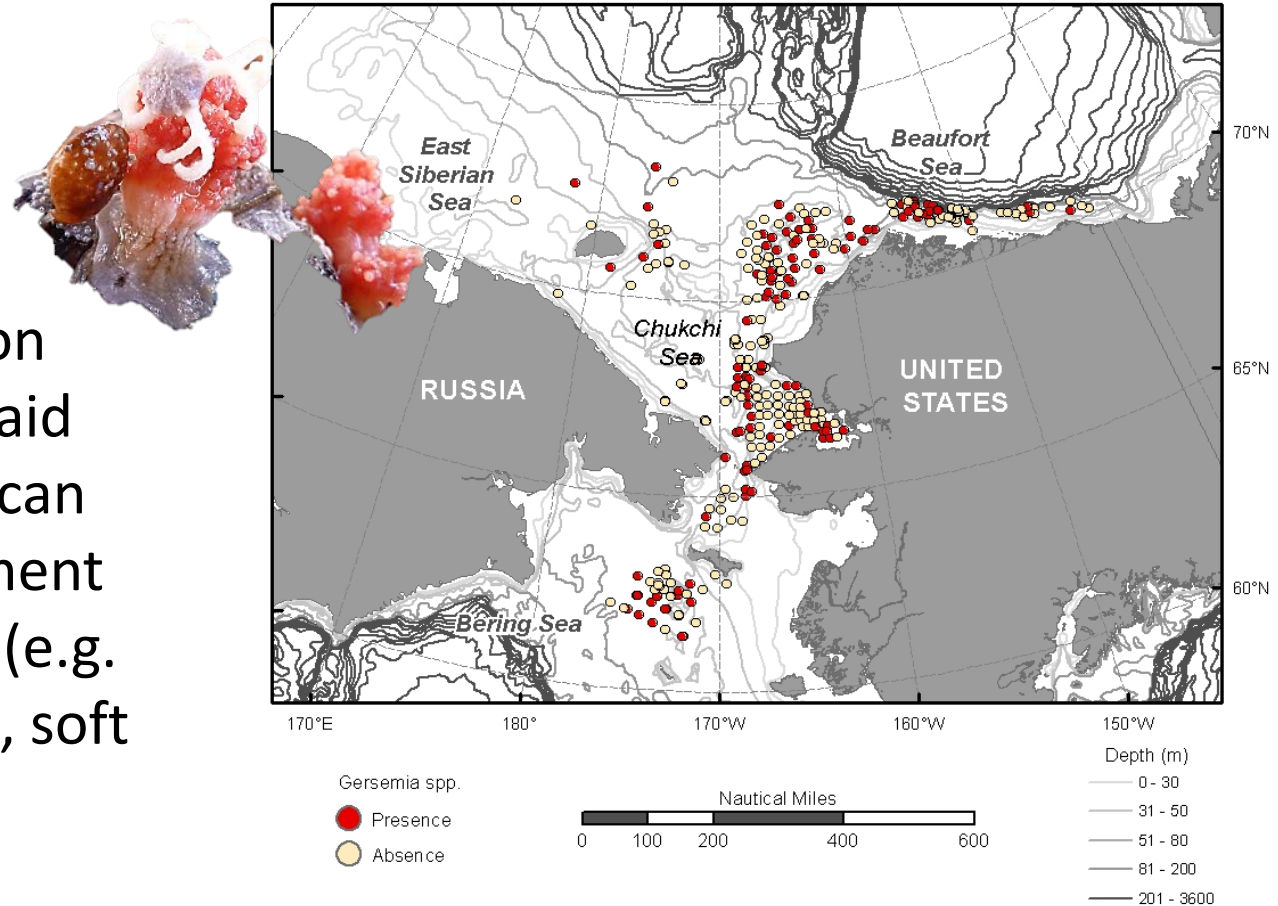 on
aid
can
ment
(e.g.
, soft
East
Siberian
Sea
Beaufort
Sea
Chukchi
Sea
RUSSIA
UNITED
STATES
Bering Sea
70°N
65°N
60°N
170°E
180°
170°W
160°W
150°W
Gersemia spp.
Presence
Absence
Nautical Miles
0
100
200
400
600
Depth (m)
0 - 30
31 - 50
51 - 80
81 - 200
201 - 3600